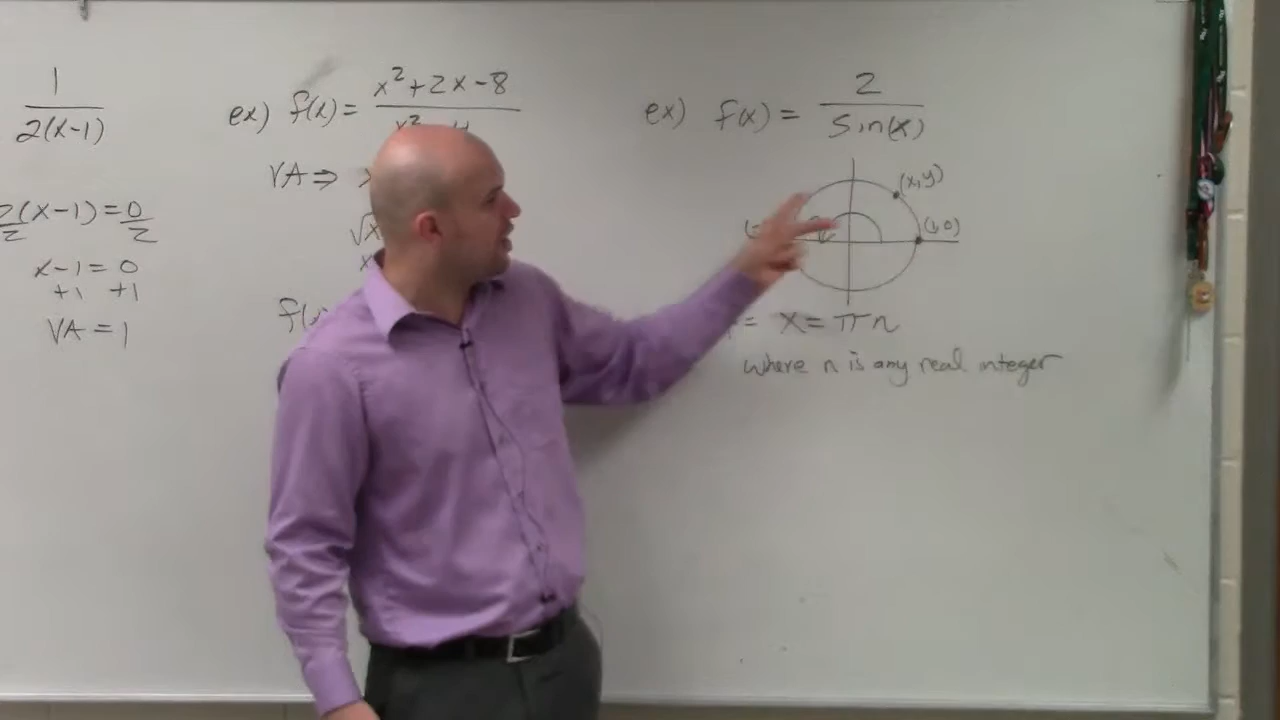 1
2(x-1)
2(x-1)=0
2 2
x-1=0
+1 +1
VA=1
ex) f(x)= x²+2x-8
VA⇒
√x
x
f(
ex) f(x)= 2
sin(x)
(x,y)
(1,0)
= x=πn
where n is any real integer